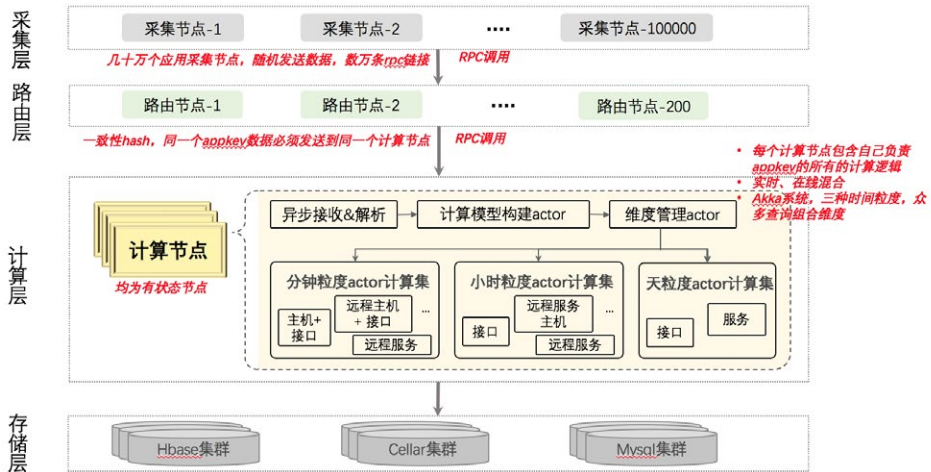 采集层
采集节点-1
采集节点-2
....
采集节点-100000
几十万个应用采集节点，随机发送数据，数万条rpc链接
RPC调用
路由层
路由节点-1
路由节点-2
....
路由节点-200
一致性hash，同一个appkey数据必须发送到同一个计算节点
RPC调用
• 每个计算节点包含自己负责
appkey的所有的计算逻辑
• 实时、在线混合
• Akka系统，三种时间粒度，众
多查询组合维度
计算层
计算节点
均为有状态节点
异步接收&解析
计算模型构建actor
维度管理actor
分钟粒度actor计算集
主机+
接口
远程主机
+ 接口
...
远程服务
小时粒度actor计算集
接口
远程服务
主机
...
远程服务
天粒度actor计算集
接口
服务
存储层
Hbase集群
Cellar集群
Mysql集群